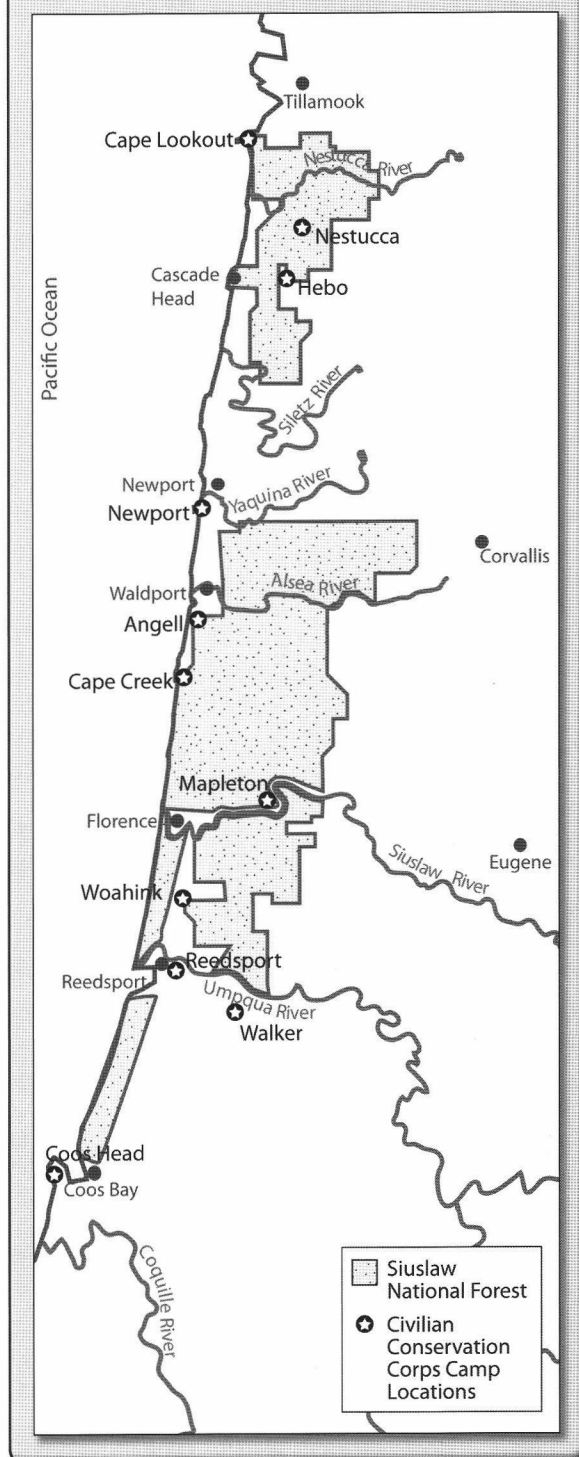 Tillamook
Cape Lookout
Nestucca River
Nestucca
Cascade
Head
Hebo
Pacific Ocean
Siletz River
Newport
Yaquina River
Newport
Corvallis
Waldport
Alsea River
Angell
Cape Creek
Mapleton
Florence
Eugene
Siuslaw River
Woahink
Reedsport
Reedsport
Umpqua River
Walker
Coos Head
Coos Bay
Coquille River
Siuslaw
National Forest
Civilian
Conservation
Corps Camp
Locations